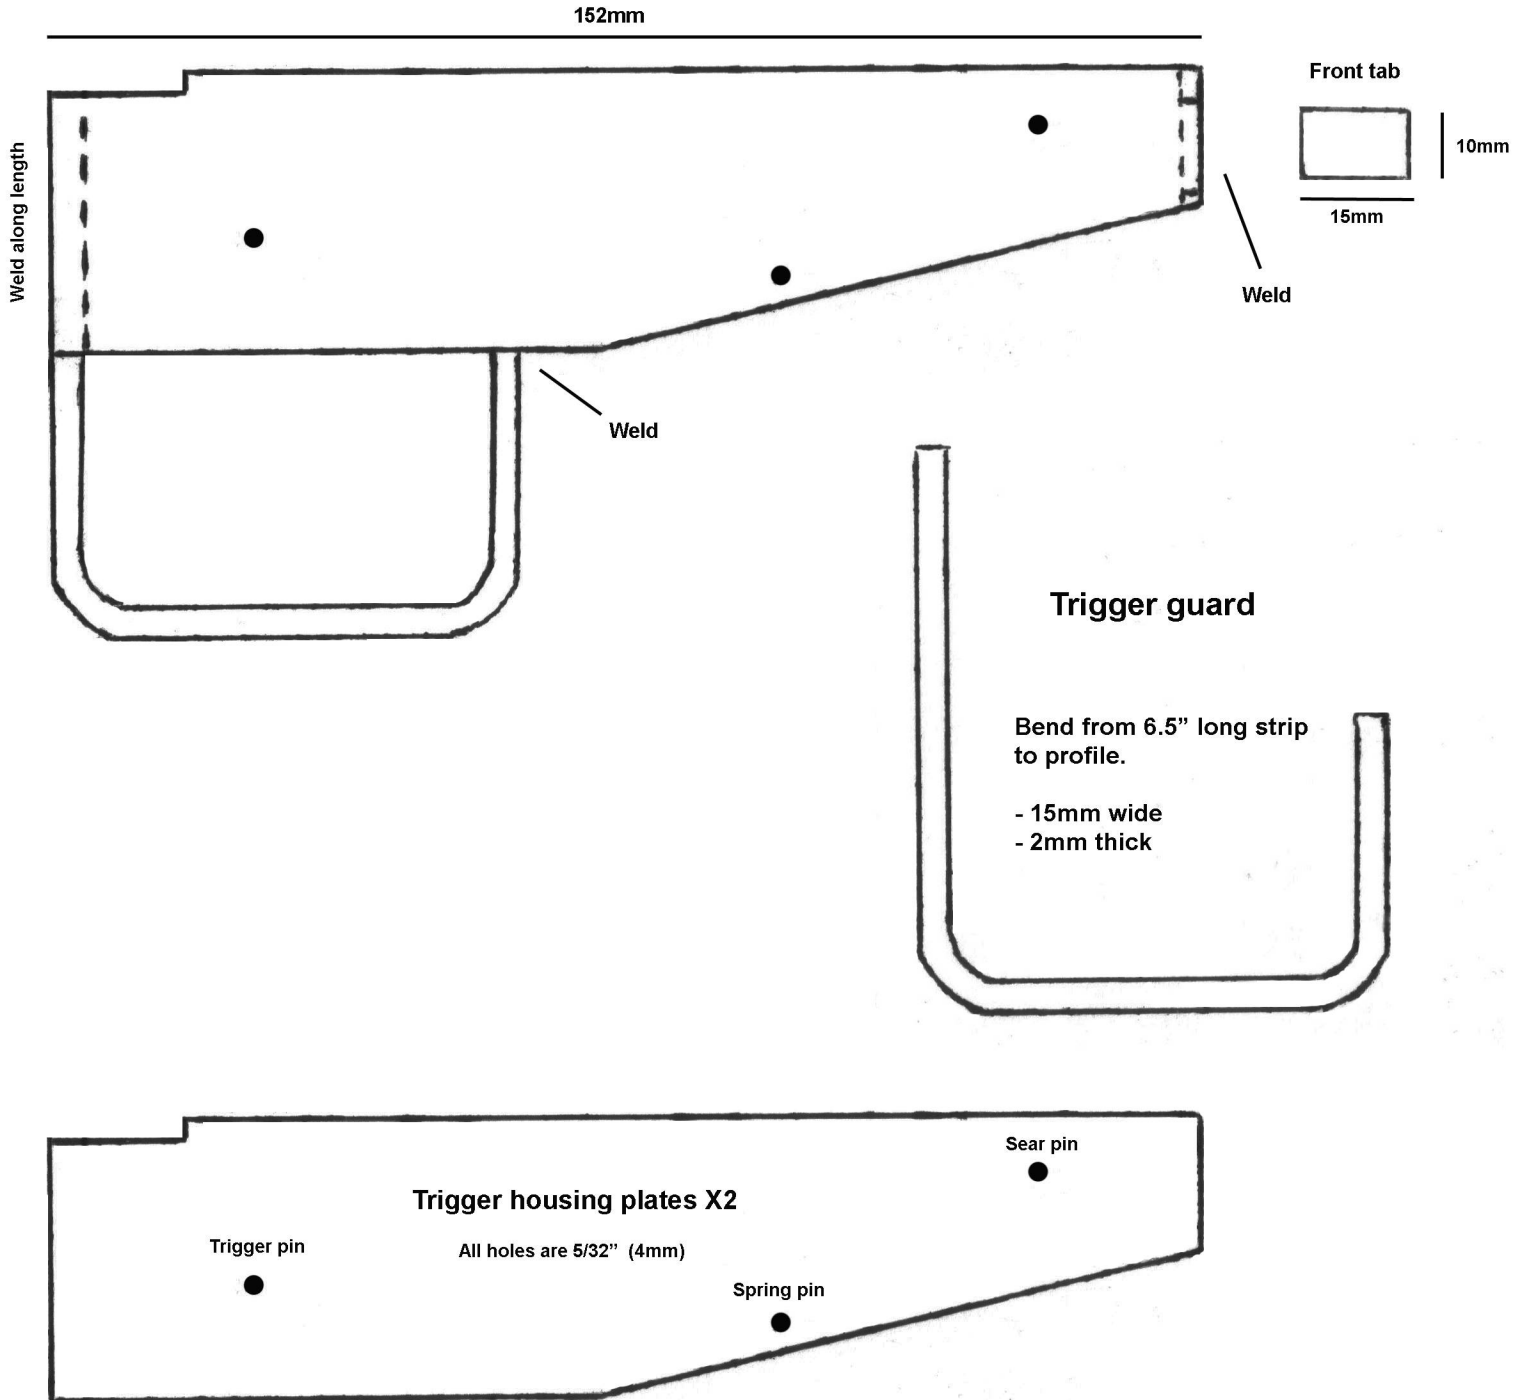 152mm
Front tab
10mm
15mm
Weld along length
Weld
Weld
Trigger guard
Bend from 6.5” long strip
to profile.
- 15mm wide
- 2mm thick
Sear pin
Trigger housing plates X2
Trigger pin
All holes are 5/32” (4mm)
Spring pin